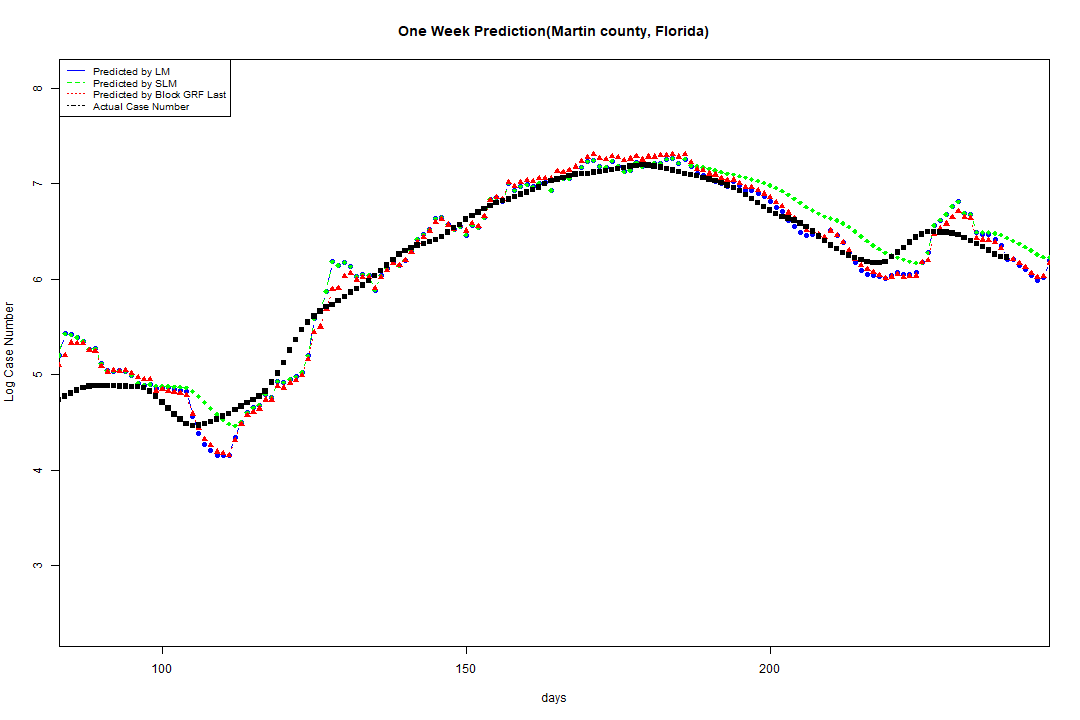 One Week Prediction(Martin county, Florida)
Predicted by LM
Predicted by SLM
Predicted by Block GRF Last
Actual Case Number
8
7
6
5
4
3
Log Case Number
100 150 200
days